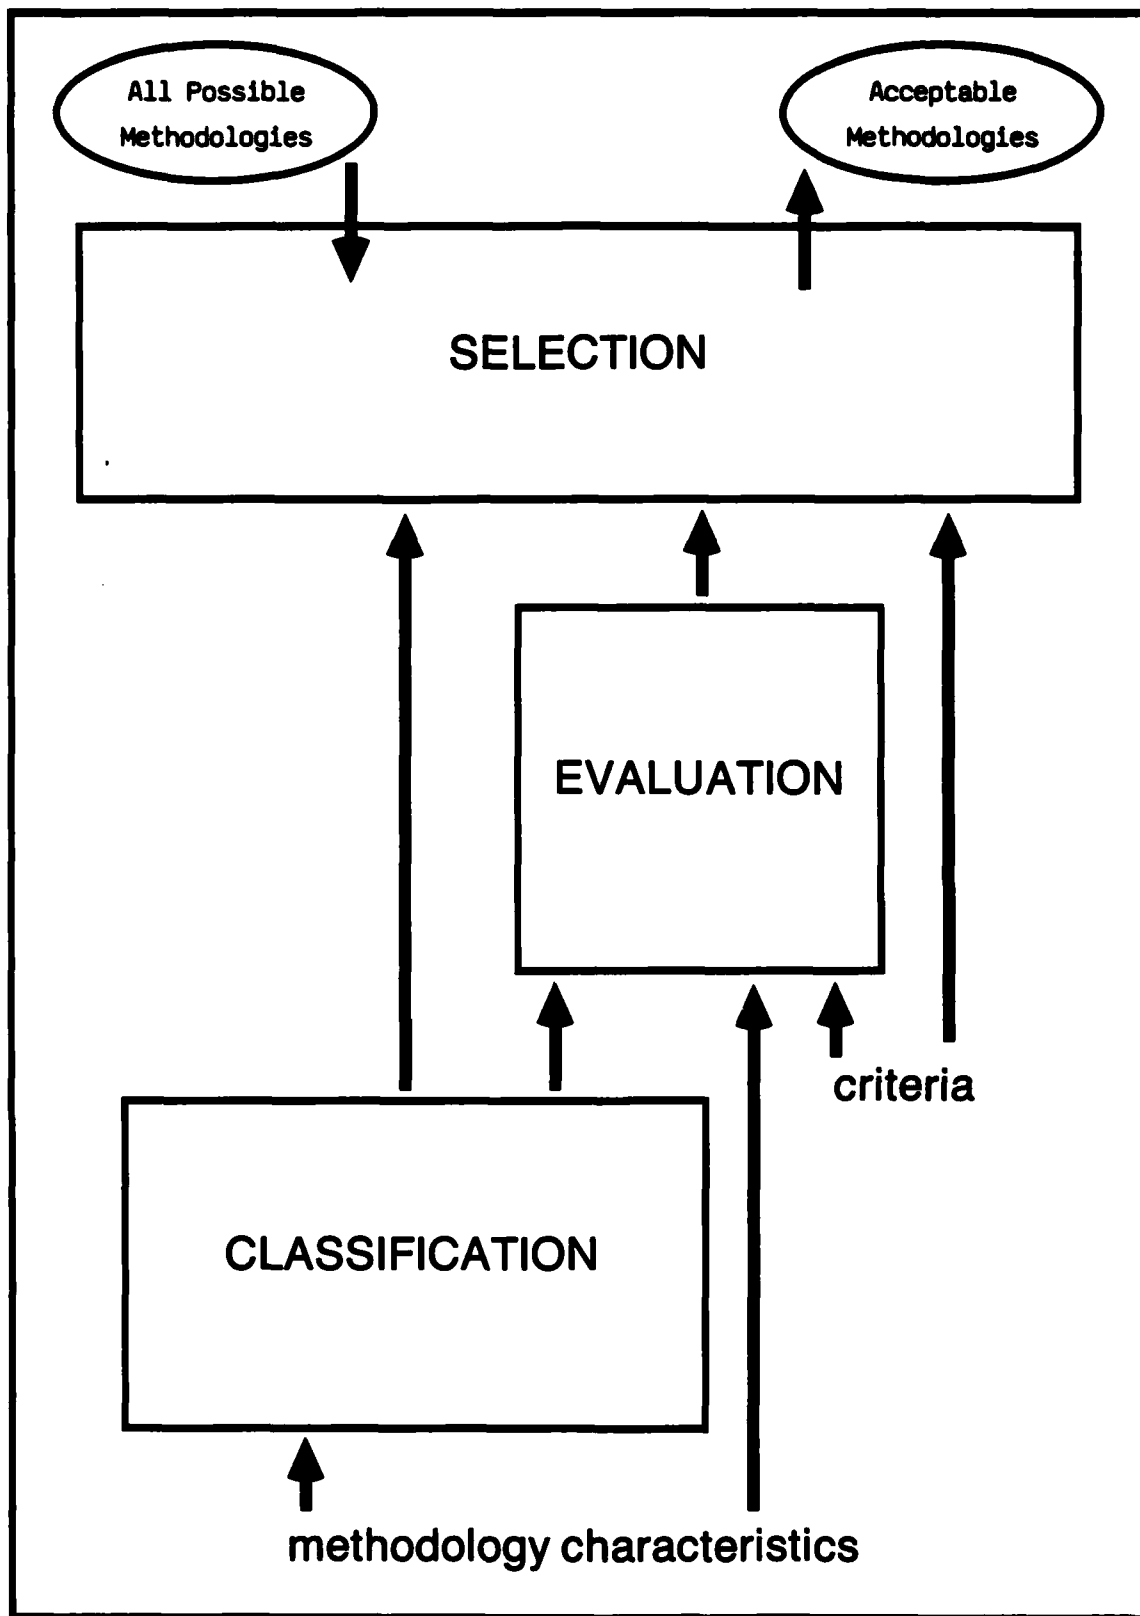 All Possible
Methodologies
Acceptable
Methodologies
SELECTION
EVALUATION
criteria
CLASSIFICATION
methodology characteristics